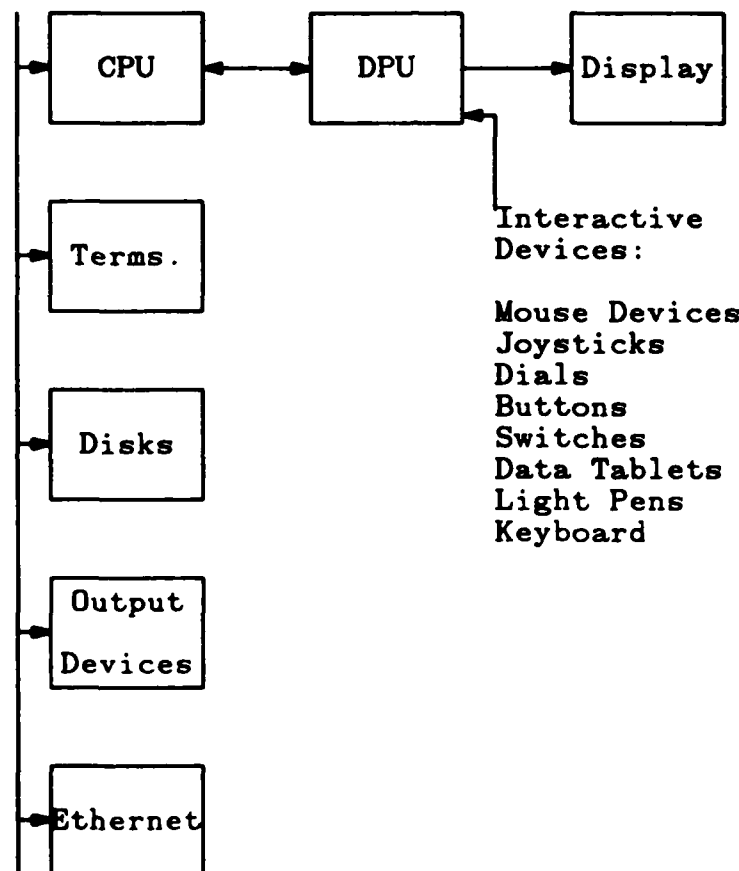 CPU
DPU
Display
Terms.
Interactive
Devices:
Mouse Devices
Joysticks
Dials
Buttons
Switches
Data Tablets
Light Pens
Keyboard
Disks
Output
Devices
Ethernet